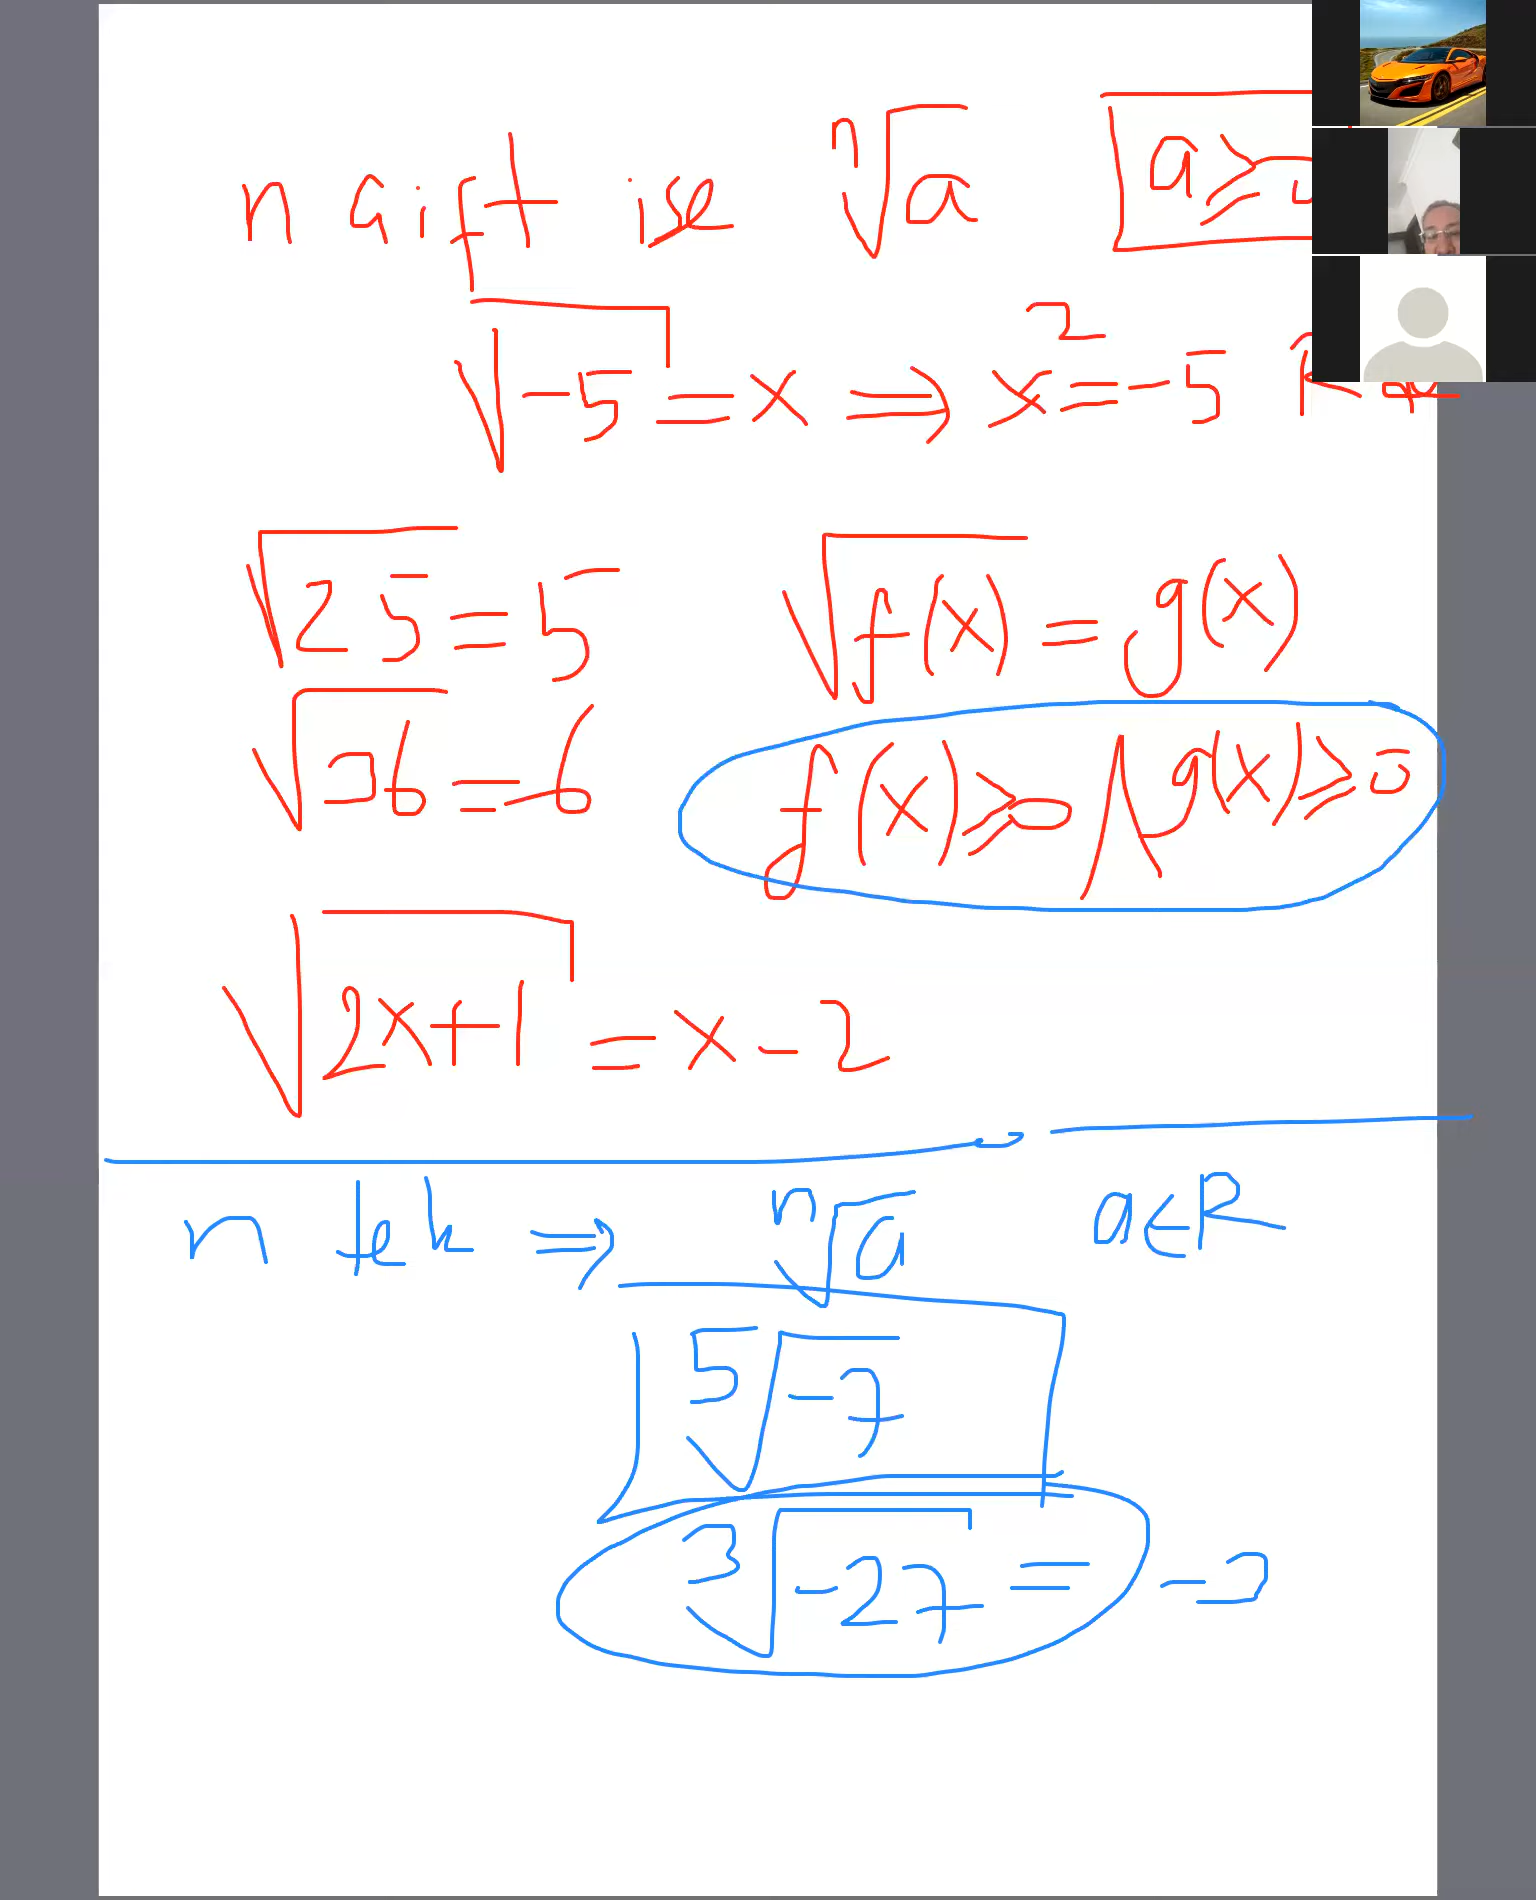 n çift ise ⁿ√a a ≥ 0
√-5 = x ⇒ x² = -5 R de
√25 = 5 √f(x) = g(x)
√36 = 6 f(x) ≥ 0 ∧ g(x) ≥ 0
√2x+1 = x - 2
n tek ⇒ ⁿ√a a ∈ R
⁵√-7
³√-27 = -3